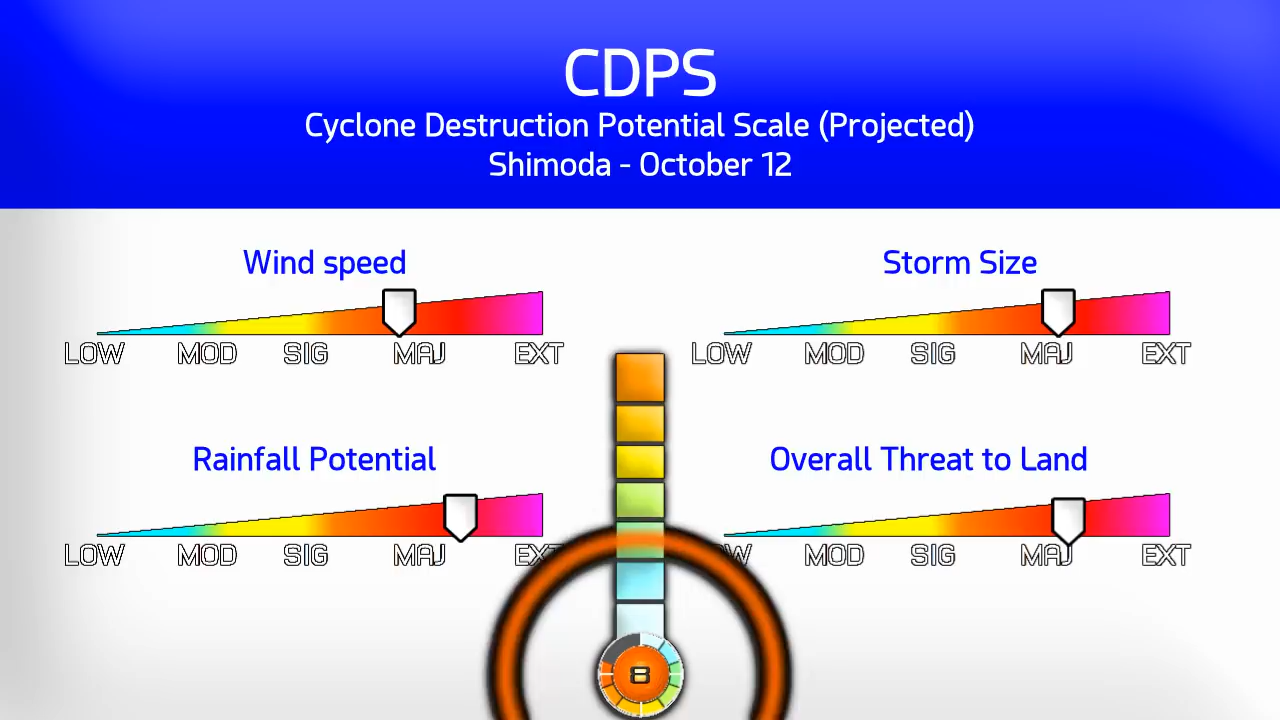 CDPS
Cyclone Destruction Potential Scale (Projected)
Shimoda - October 12
Wind speed
LOW MOD SIG MAJ EXT
Storm Size
LOW MOD SIG MAJ EXT
Rainfall Potential
LOW MOD SIG MAJ EXT
Overall Threat to Land
LOW MOD SIG MAJ EXT
8